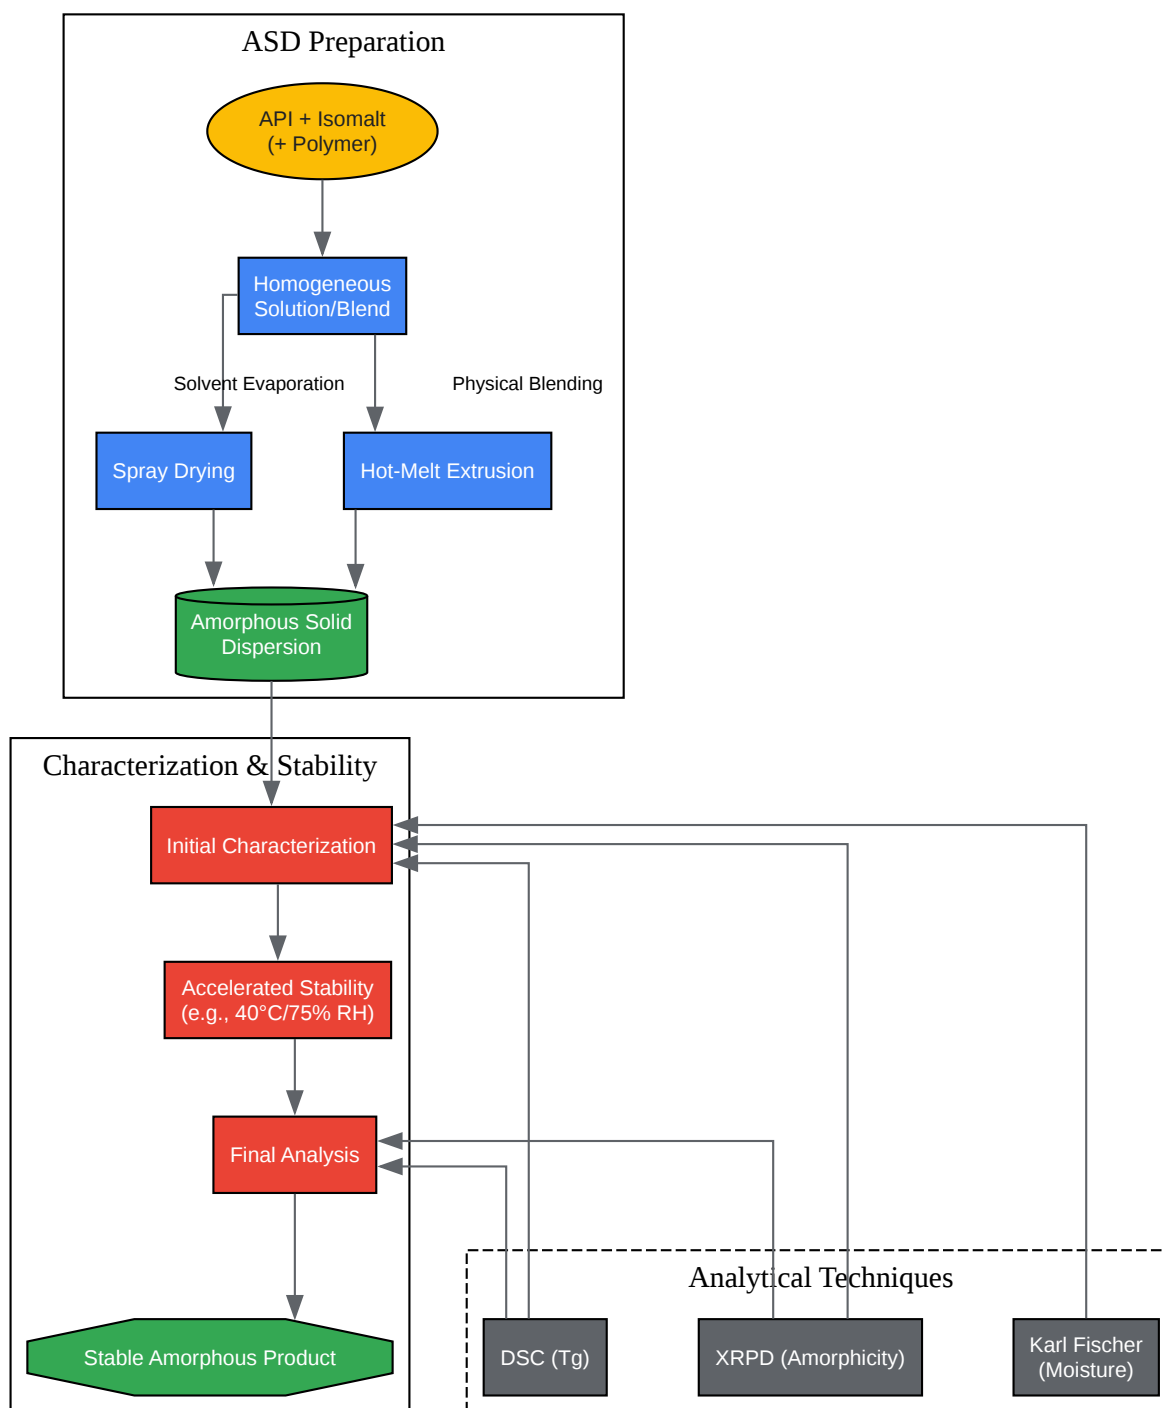 ASD Preparation
API + Isomalt
(+ Polymer)
Homogeneous
Solution/Blend
Solvent Evaporation
Physical Blending
Spray Drying
Hot-Melt Extrusion
Amorphous Solid
Dispersion
Characterization & Stability
Initial Characterization
Accelerated Stability
(e.g., 40°C/75% RH)
Final Analysis
Stable Amorphous Product
Analytical Techniques
DSC (Tg)
XRPD (Amorphicity)
Karl Fischer
(Moisture)